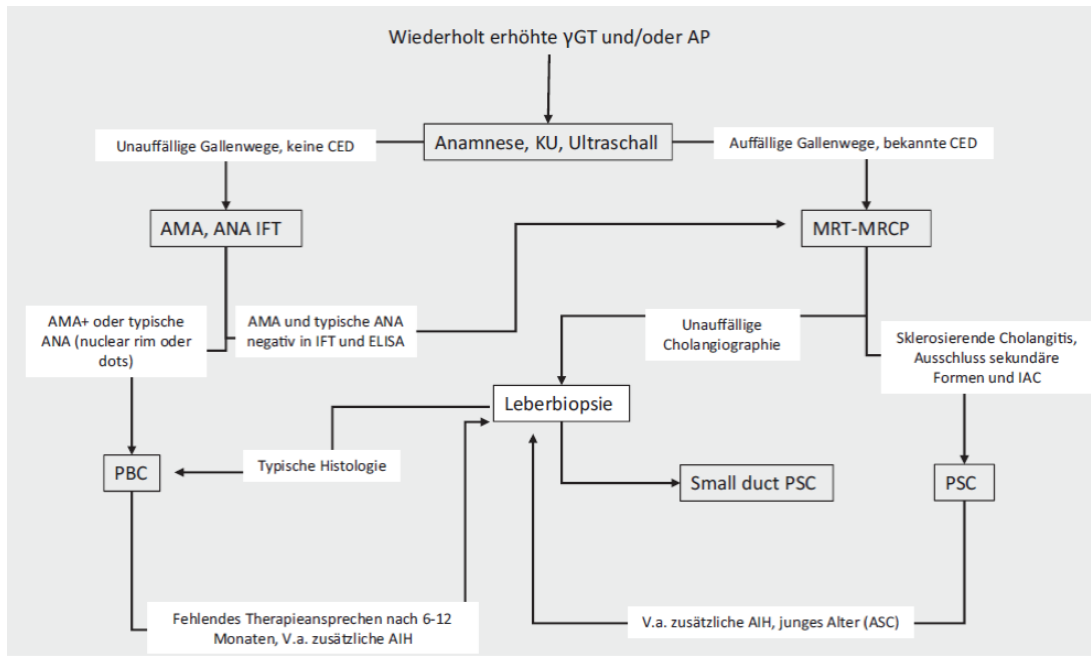 Wiederholt erhöhte γGT und/oder AP
Anamnese, KU, Ultraschall
Unauffällige Gallenwege, keine CED
Auffällige Gallenwege, bekannte CED
AMA, ANA IFT
MRT-MRCP
AMA+ oder typische
ANA (nuclear rim oder
dots)
AMA und typische ANA
negativ in IFT und ELISA
Unauffällige
Cholangiographie
Sklerosierende Cholangitis,
Ausschluss sekundäre
Formen und IAC
Leberbiopsie
PBC
Typische Histologie
Small duct PSC
PSC
Fehlendes Therapieansprechen nach 6-12
Monaten, V.a. zusätzliche AIH
V.a. zusätzliche AIH, junges Alter (ASC)